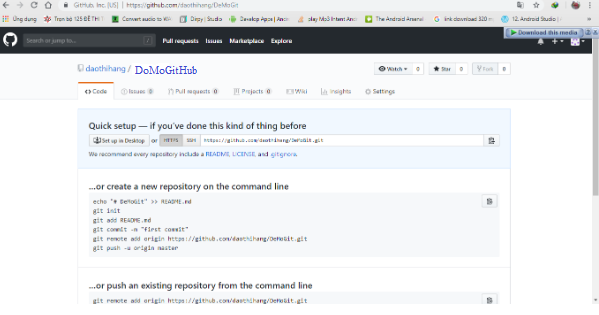 GitHub, Inc. [US] | https://github.com/daothihang/DeMoGit
Ứng dụng Trọn bộ 125 ĐỀ THI Convert audio to Dizpy | Studio Develop Apps | Andro play Mp3 Intent And The Android Arsenal link download 320 12. Android Studio
Download this media
Search or jump to... Pull requests Issues Marketplace Explore
daothihang / DoMoGitHub Watch 0 Star 0 Fork 0
Code Issues 0 Pull requests 0 Projects 0 Wiki Insights Settings
Quick setup — if you've done this kind of thing before
Set up in Desktop or HTTPS SSH https://github.com/daothihang/DeMoGit.git
We recommend every repository include a README, LICENSE, and .gitignore.
...or create a new repository on the command line
echo "# DeMoGit" >> README.md
git init
git add README.md
git commit -m "first commit"
git remote add origin https://github.com/daothihang/DeMoGit.git
git push -u origin master
...or push an existing repository from the command line
git remote add origin https://github.com/daothihang/DeMoGit.git